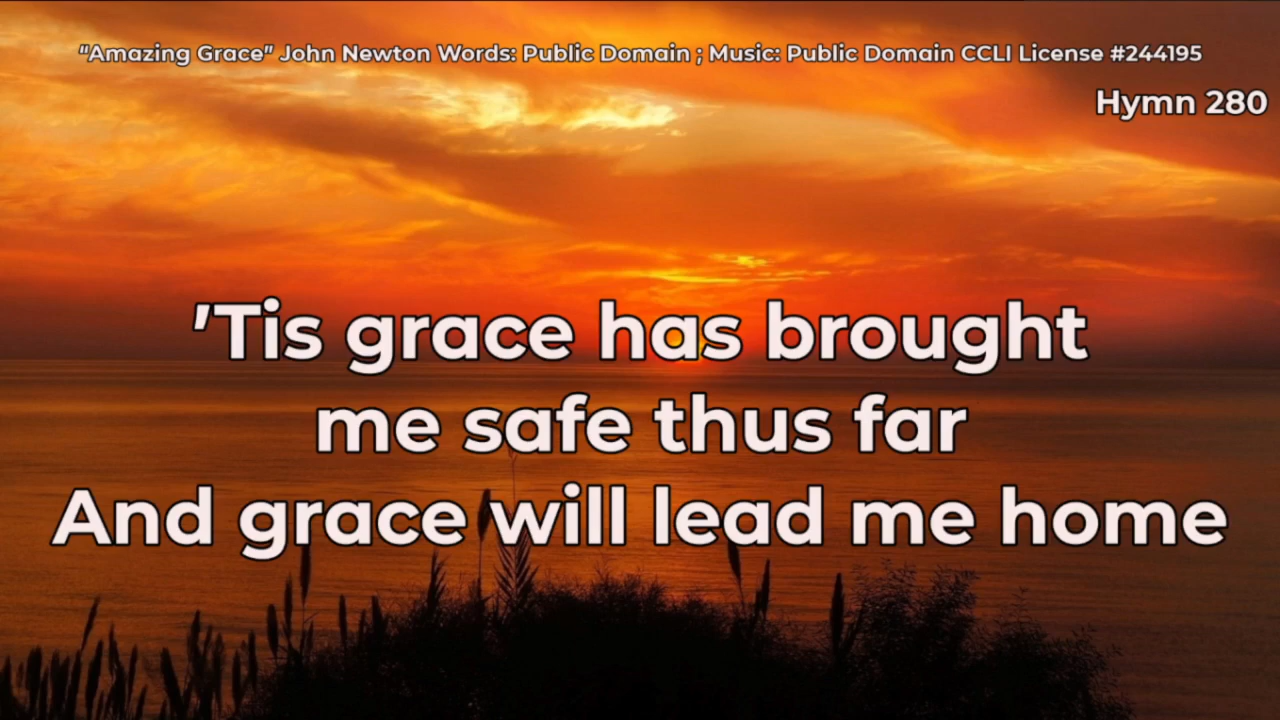 "Amazing Grace" John Newton Words: Public Domain ; Music: Public Domain CCLI License #244195
Hymn 280
'Tis grace has brought
me safe thus far
And grace will lead me home